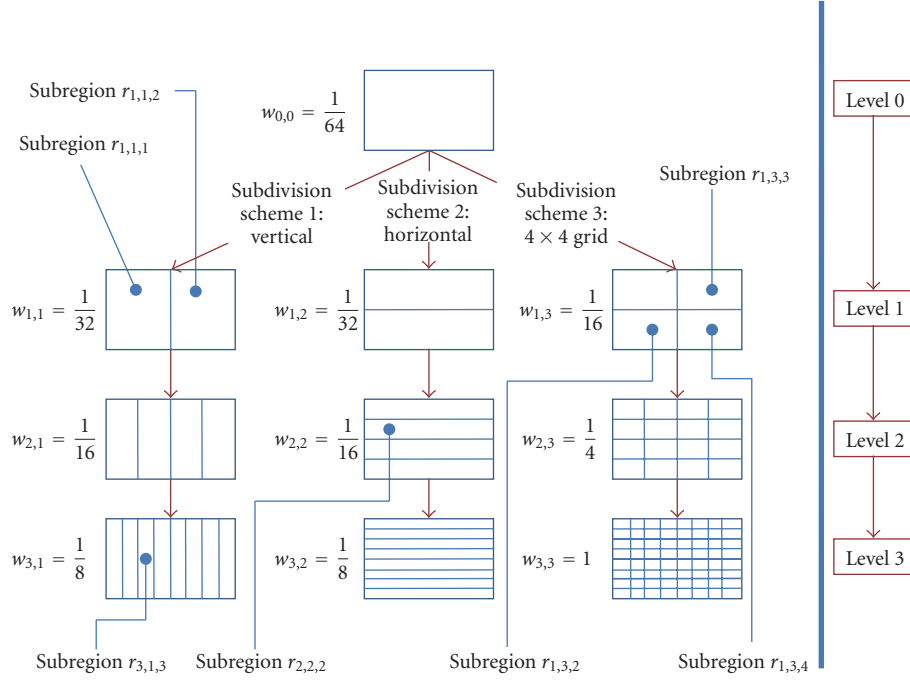 Subregion r1,1,2
Subregion r1,1,1
w0,0 = 1/64
Level 0
Subdivision
scheme 1:
vertical
Subdivision
scheme 2:
horizontal
Subdivision
scheme 3:
4 × 4 grid
Subregion r1,3,3
w1,1 = 1/32
w1,2 = 1/32
w1,3 = 1/16
Level 1
w2,1 = 1/16
w2,2 = 1/16
w2,3 = 1/4
Level 2
w3,1 = 1/8
w3,2 = 1/8
w3,3 = 1
Level 3
Subregion r3,1,3
Subregion r2,2,2
Subregion r1,3,2
Subregion r1,3,4